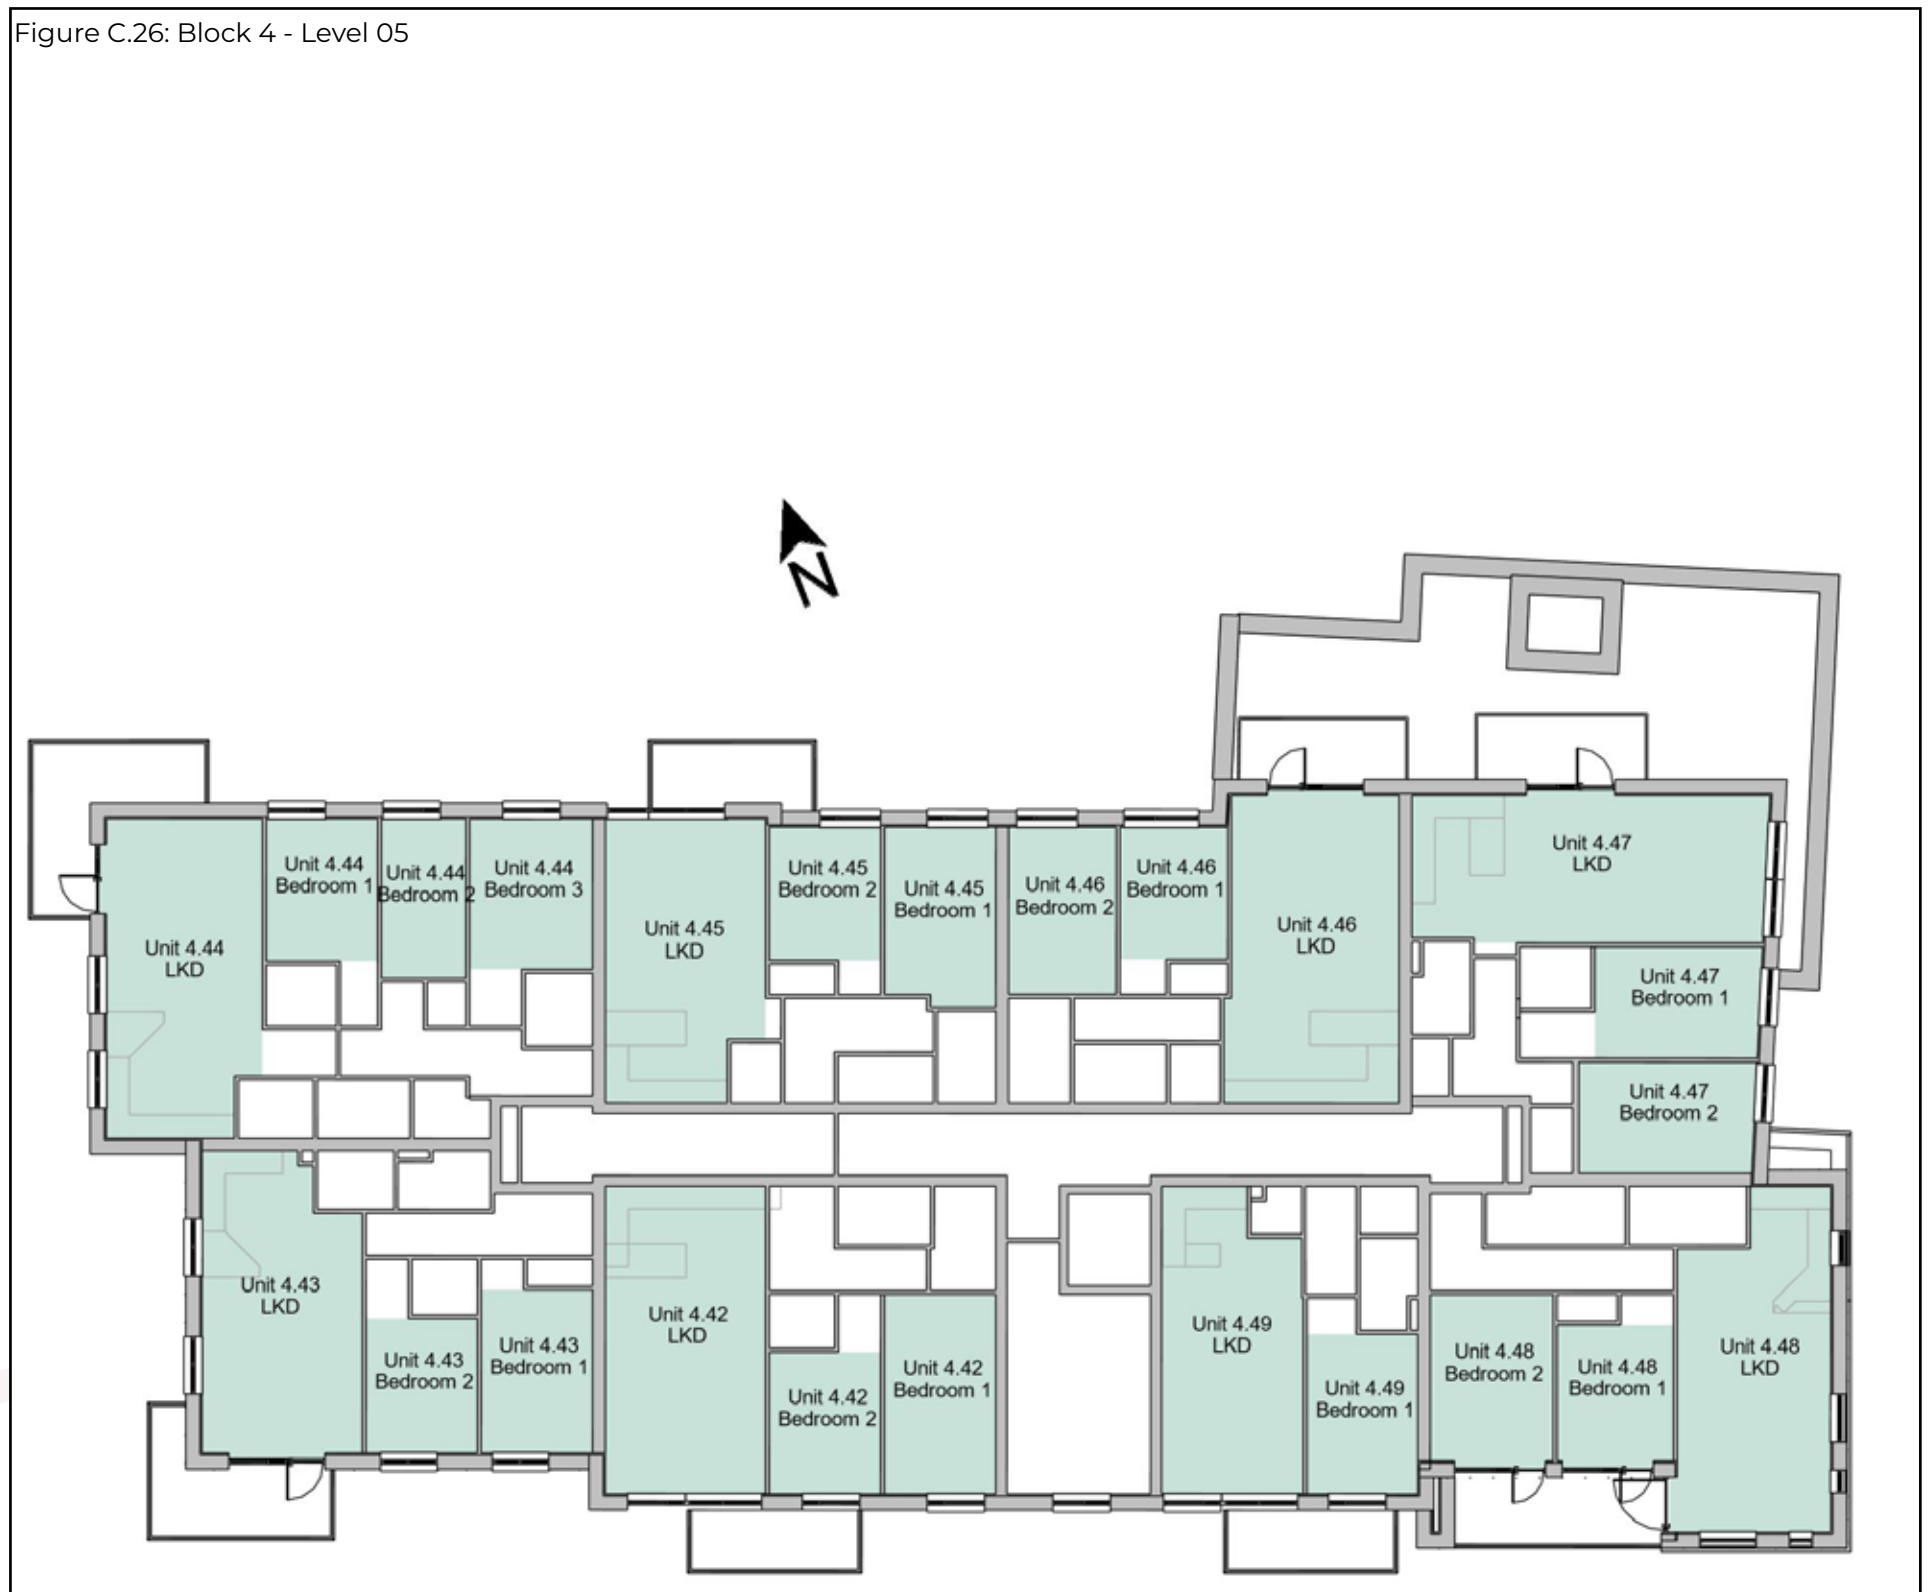 Figure C.26: Block 4 - Level 05
N
Unit 4.44
LKD
Unit 4.44
Bedroom 1
Unit 4.44
Bedroom 2
Unit 4.44
Bedroom 3
Unit 4.45
LKD
Unit 4.45
Bedroom 2
Unit 4.45
Bedroom 1
Unit 4.46
Bedroom 2
Unit 4.46
Bedroom 1
Unit 4.46
LKD
Unit 4.47
LKD
Unit 4.47
Bedroom 1
Unit 4.47
Bedroom 2
Unit 4.43
LKD
Unit 4.43
Bedroom 2
Unit 4.43
Bedroom 1
Unit 4.42
LKD
Unit 4.42
Bedroom 2
Unit 4.42
Bedroom 1
Unit 4.49
LKD
Unit 4.49
Bedroom 1
Unit 4.48
Bedroom 2
Unit 4.48
Bedroom 1
Unit 4.48
LKD